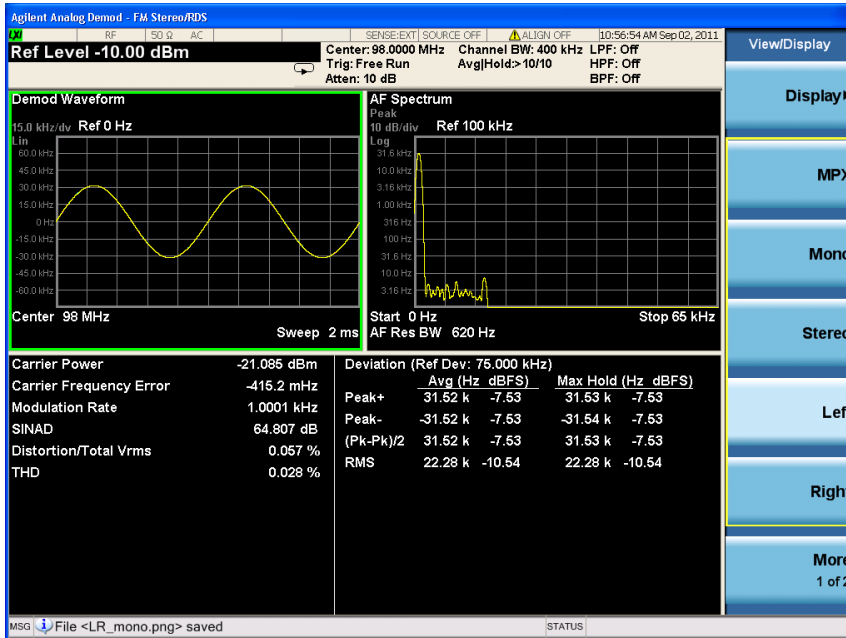 Agilent Analog Demod - FM Stereo/RDS
LXI RF 50 Ω AC SENSE:EXT SOURCE OFF ALIGN OFF 10:56:54 AM Sep 02, 2011
Ref Level -10.00 dBm
Center: 98.0000 MHz Channel BW: 400 kHz LPF: Off
Trig: Free Run Avg|Hold:>10/10 HPF: Off
Atten: 10 dB BPF: Off
Demod Waveform
15.0 kHz/dv Ref 0 Hz
Lin
60.0 kHz
45.0 kHz
30.0 kHz
15.0 kHz
0 Hz
-15.0 kHz
-30.0 kHz
-45.0 kHz
-60.0 kHz
Center 98 MHz
Sweep 2 ms
AF Spectrum
Peak
10 dB/div Ref 100 kHz
Log
31.6 kHz
10.0 kHz
3.16 kHz
1.00 kHz
316 Hz
100 Hz
31.6 Hz
10.0 Hz
3.16 Hz
Start 0 Hz Stop 65 kHz
AF Res BW 620 Hz
Carrier Power -21.085 dBm
Carrier Frequency Error -415.2 mHz
Modulation Rate 1.0001 kHz
SINAD 64.807 dB
Distortion/Total Vrms 0.057 %
THD 0.028 %
Deviation (Ref Dev: 75.000 kHz)
Avg (Hz dBFS) Max Hold (Hz dBFS)
Peak+ 31.52 k -7.53 31.53 k -7.53
Peak- -31.52 k -7.53 -31.54 k -7.53
(Pk-Pk)/2 31.52 k -7.53 31.53 k -7.53
RMS 22.28 k -10.54 22.28 k -10.54
View/Display
Display
MPX
Mono
Stereo
Left
Right
More
1 of 2
MSG File <LR_mono.png> saved STATUS